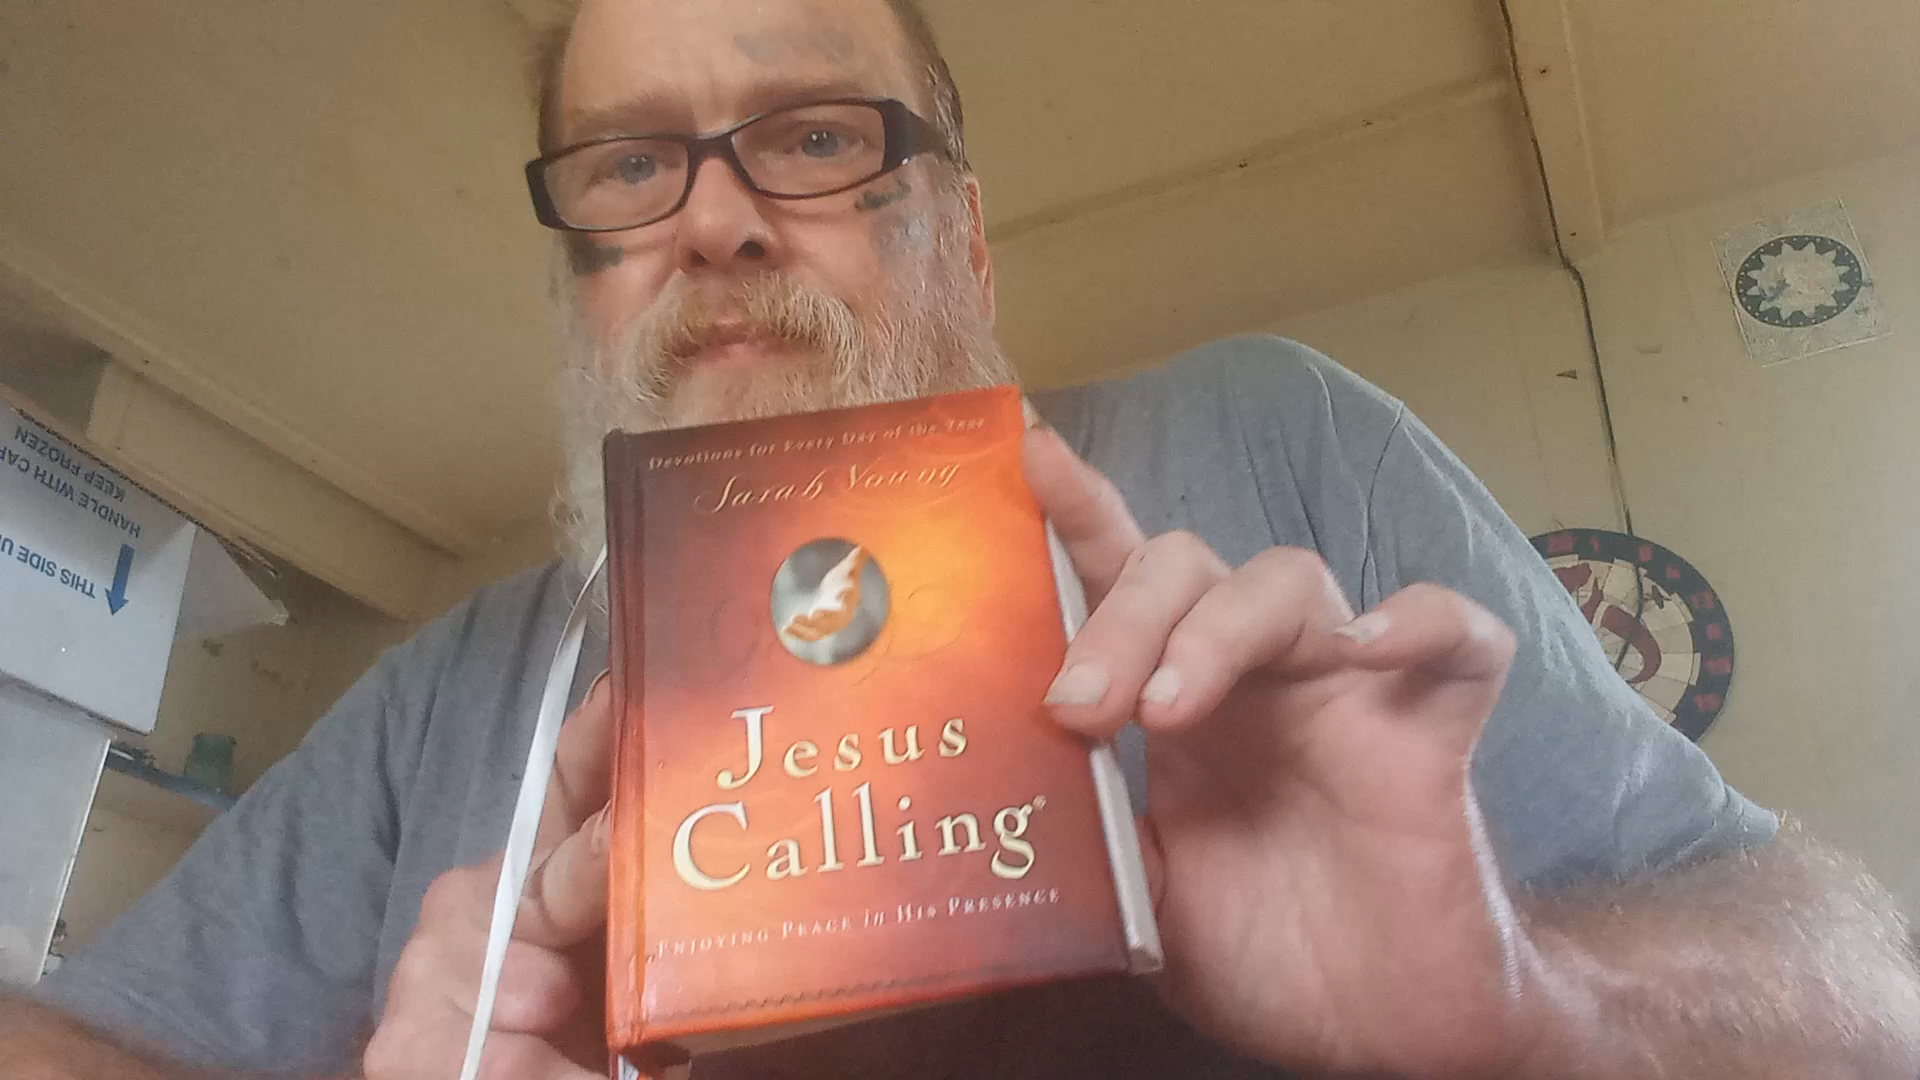 Devotions for Every Day of the Year
Sarah Young
Jesus
Calling®
ENJOYING PEACE in HIS PRESENCE
THIS SIDE
HANDLE WITH
KEEP FROZEN